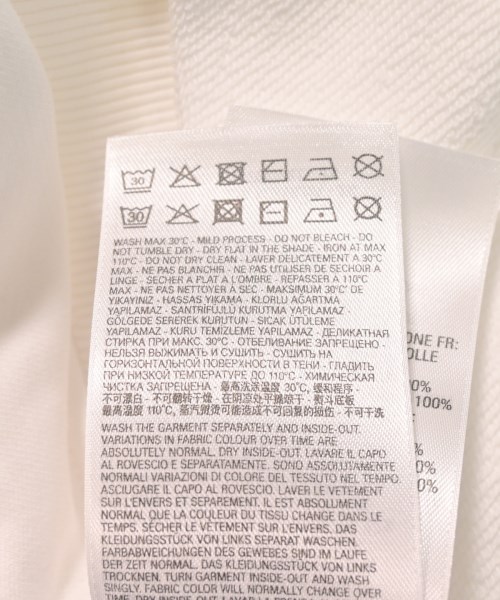 30
30
WASH MAX 30°C - MILD PROCESS - DO NOT BLEACH - DO
NOT TUMBLE DRY - DRY FLAT IN THE SHADE - IRON AT MAX
110°C - DO NOT DRY CLEAN - LAVER DELICATEMENT A 30°C
MAX - NE PAS BLANCHIR - NE PAS UTILISER DE SECHOIR A
LINGE - SECHER A PLAT A L'OMBRE - REPASSER A 110°C
MAX - NE PAS NETTOYER A SEC - MAKSIMUM 30°C' DE
YIKAYINIZ - HASSAS YIKAMA - KLORLU AĞARTMA
YAPILAMAZ - SANTRİFÜJLÜ KURUTMA YAPILAMAZ -
GÖLGEDE SEREREK KURUTUN - SICAK ÜTÜLEME
YAPILAMAZ - KURU TEMİZLEME YAPILAMAZ - ДЕЛИКАТНАЯ
СТИРКА ПРИ МАКС. 30°C - ОТБЕЛИВАНИЕ ЗАПРЕЩЕНО -
НЕЛЬЗЯ ВЫЖИМАТЬ И СУШИТЬ - СУШИТЬ НА
ГОРИЗОНТАЛЬНОЙ ПОВЕРХНОСТИ В ТЕНИ - ГЛАДИТЬ
ПРИ НИЗКОЙ ТЕМПЕРАТУРЕ ДО 110°C - ХИМИЧЕСКАЯ
ЧИСТКА ЗАПРЕЩЕНА - 最高洗涤温度 30°C, 缓和程序 -
不可漂白 - 不可翻转干燥 - 在阴凉处平摊晾干 - 熨斗底板
最高温度 110°C, 蒸汽熨烫可能造成不可回复的损伤 - 不可干洗
WASH THE GARMENT SEPARATELY AND INSIDE-OUT.
VARIATIONS IN FABRIC COLOUR OVER TIME ARE
ABSOLUTELY NORMAL. DRY INSIDE-OUT. LAVARE IL CAPO
AL ROVESCIO E SEPARATAMENTE. SONO ASSOLUTAMENTE
NORMALI VARIAZIONI DI COLORE DEL TESSUTO NEL TEMPO.
ASCIUGARE IL CAPO AL ROVESCIO. LAVER LE VETEMENT
SUR L'ENVERS ET SEPAREMENT. IL EST ABSOLUMENT
NORMAL QUE LA COULEUR DU TISSU CHANGE DANS LE
TEMPS. SÉCHER LE VÊTEMENT SUR L'ENVERS. DAS
KLEIDUNGSSTÜCK VON LINKS SEPARAT WASCHEN.
FARBABWEICHUNGEN DES GEWEBES SIND IM LAUFE
DER ZEIT NORMAL. DAS KLEIDUNGSSTÜCK VON LINKS
TROCKNEN. TURN GARMENT INSIDE-OUT AND WASH
SINGLY. FABRIC COLOR WILL NORMALLY CHANGE OVER
FR:
0%
100%
%
0%
0%